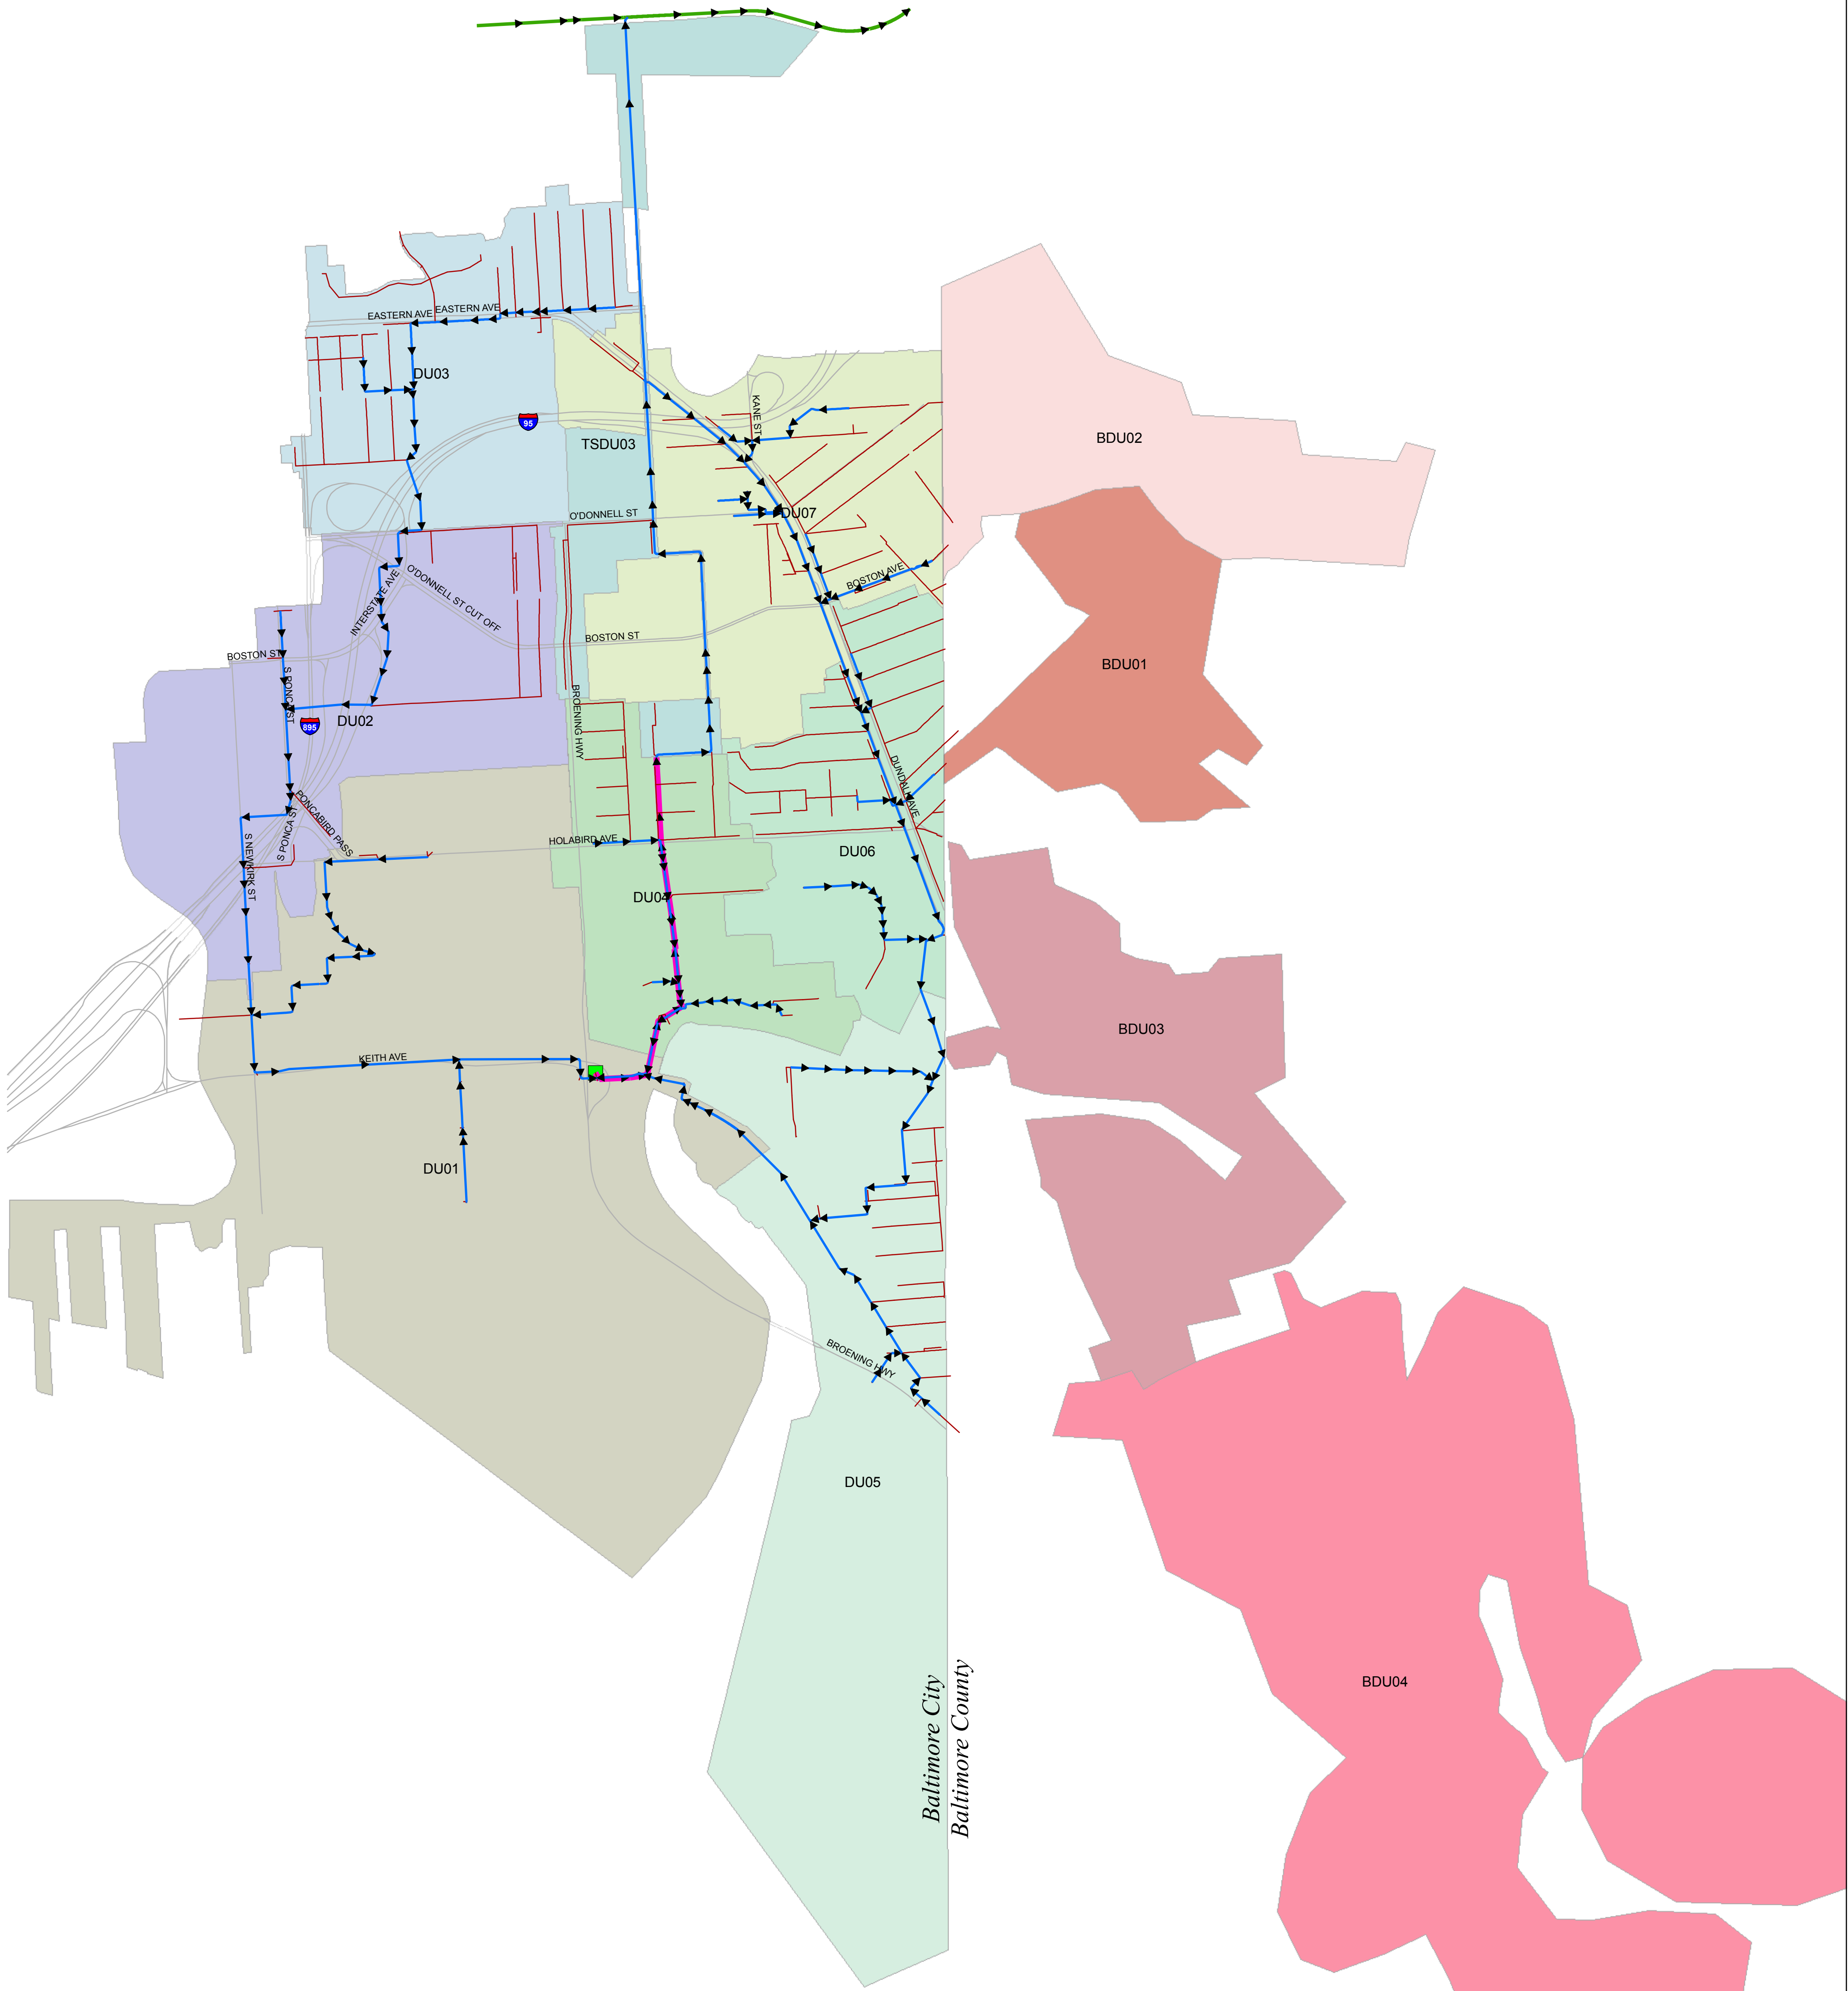 EASTERN AVE
EASTERN AVE
DU03
95
KANE ST
BDU02
TSDU03
O'DONNELL ST
DU07
INTERSTATE AVE
O'DONNELL ST CUT OFF
BOSTON AVE
BOSTON ST
BOSTON ST
BDU01
S PONCA ST
DU02
895
BROENING HWY
DUNDALK AVE
PONCABIRD PASS
S PONCA ST
S NEWKIRK ST
HOLABIRD AVE
DU06
DU04
BDU03
KEITH AVE
DU01
BROENING HWY
DU05
Baltimore City
Baltimore County
BDU04